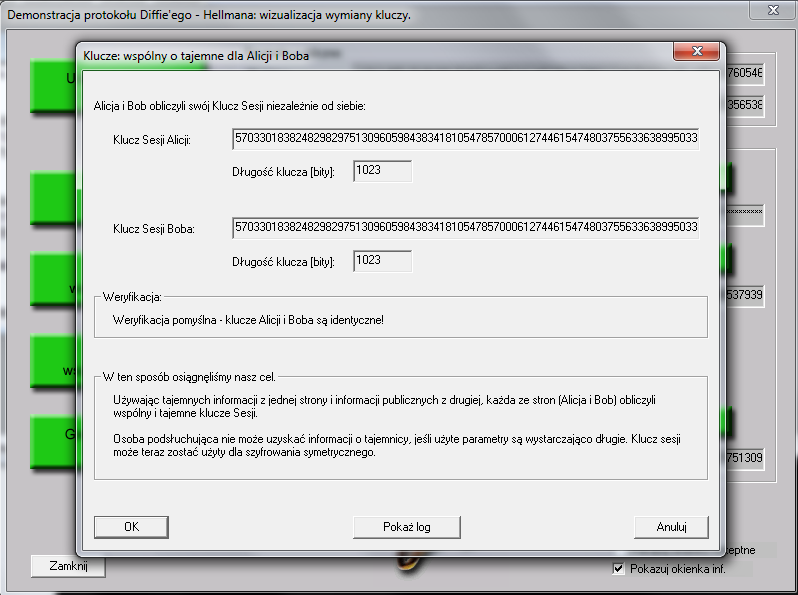 Demonstracja protokołu Diffie'ego - Hellmana: wizualizacja wymiany kluczy.
Klucze: wspólny o tajemne dla Alicji i Boba
Alicja i Bob obliczyli swój Klucz Sesji niezależnie od siebie:
Klucz Sesji Alicji: 570330183824829829751309605984383418105478570006127446154748037556336389950​33
Długość klucza [bity]: 1023
Klucz Sesji Boba: 57033018382482982975130960598438341810547857000612744615474803755633638995033
Długość klucza [bity]: 1023
Weryfikacja:
Weryfikacja pomyślna - klucze Alicji i Boba są identyczne!
W ten sposób osiągnęliśmy nasz cel.
Używając tajemnych informacji z jednej strony i informacji publicznych z drugiej, każda ze stron (Alicja i Bob) obliczyli
wspólny i tajemne klucze Sesji.
Osoba podsłuchująca nie może uzyskać informacji o tajemnicy, jeśli użyte parametry są wystarczająco długie. Klucz sesji
może teraz zostać użyty dla szyfrowania symetrycznego.
OK Pokaż log Anuluj
Zamknij
Pokazuj okienka inf.
760546
356538
xxxxxxxxx
537939
751309